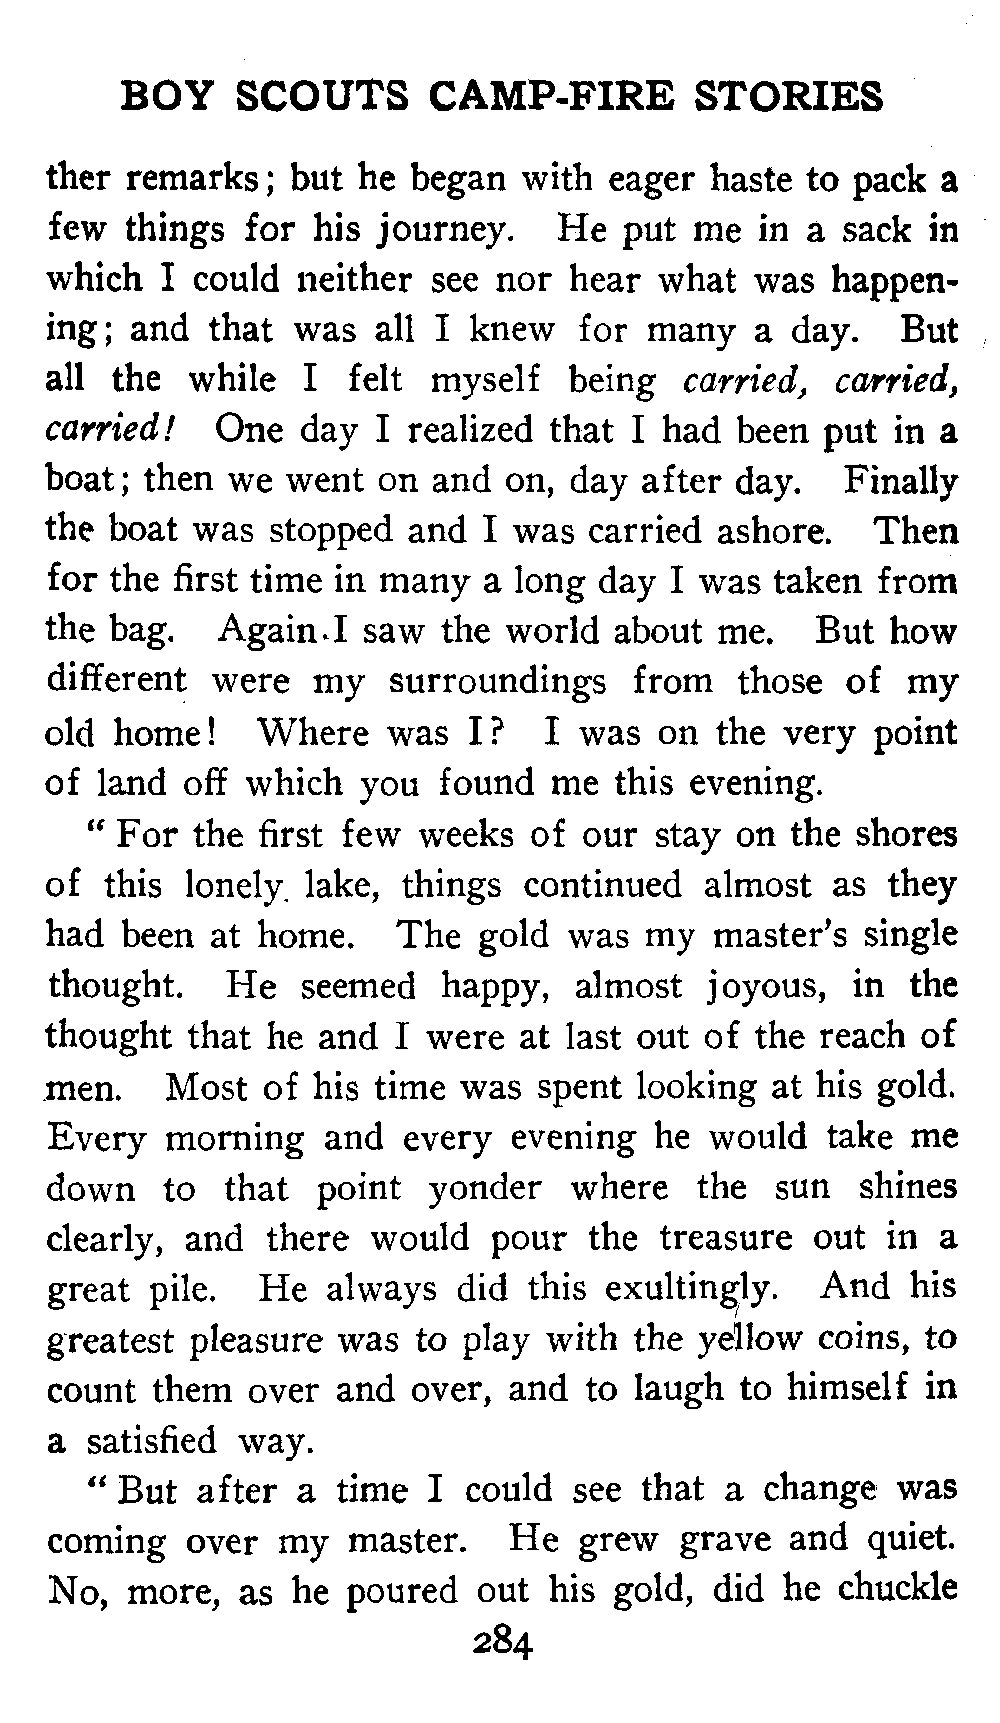 BOY SCOUTS CAMP-FIRE STORIES
ther remarks; but he began with eager haste to pack a
few things for his journey. He put me in a sack in
which I could neither see nor hear what was happen-
ing; and that was all I knew for many a day. But
all the while I felt myself being carried, carried,
carried! One day I realized that I had been put in a
boat; then we went on and on, day after day. Finally
the boat was stopped and I was carried ashore. Then
for the first time in many a long day I was taken from
the bag. Again I saw the world about me. But how
different were my surroundings from those of my
old home! Where was I? I was on the very point
of land off which you found me this evening.
“For the first few weeks of our stay on the shores
of this lonely lake, things continued almost as they
had been at home. The gold was my master's single
thought. He seemed happy, almost joyous, in the
thought that he and I were at last out of the reach of
men. Most of his time was spent looking at his gold.
Every morning and every evening he would take me
down to that point yonder where the sun shines
clearly, and there would pour the treasure out in a
great pile. He always did this exultingly. And his
greatest pleasure was to play with the yellow coins, to
count them over and over, and to laugh to himself in
a satisfied way.
“But after a time I could see that a change was
coming over my master. He grew grave and quiet.
No, more, as he poured out his gold, did he chuckle
284